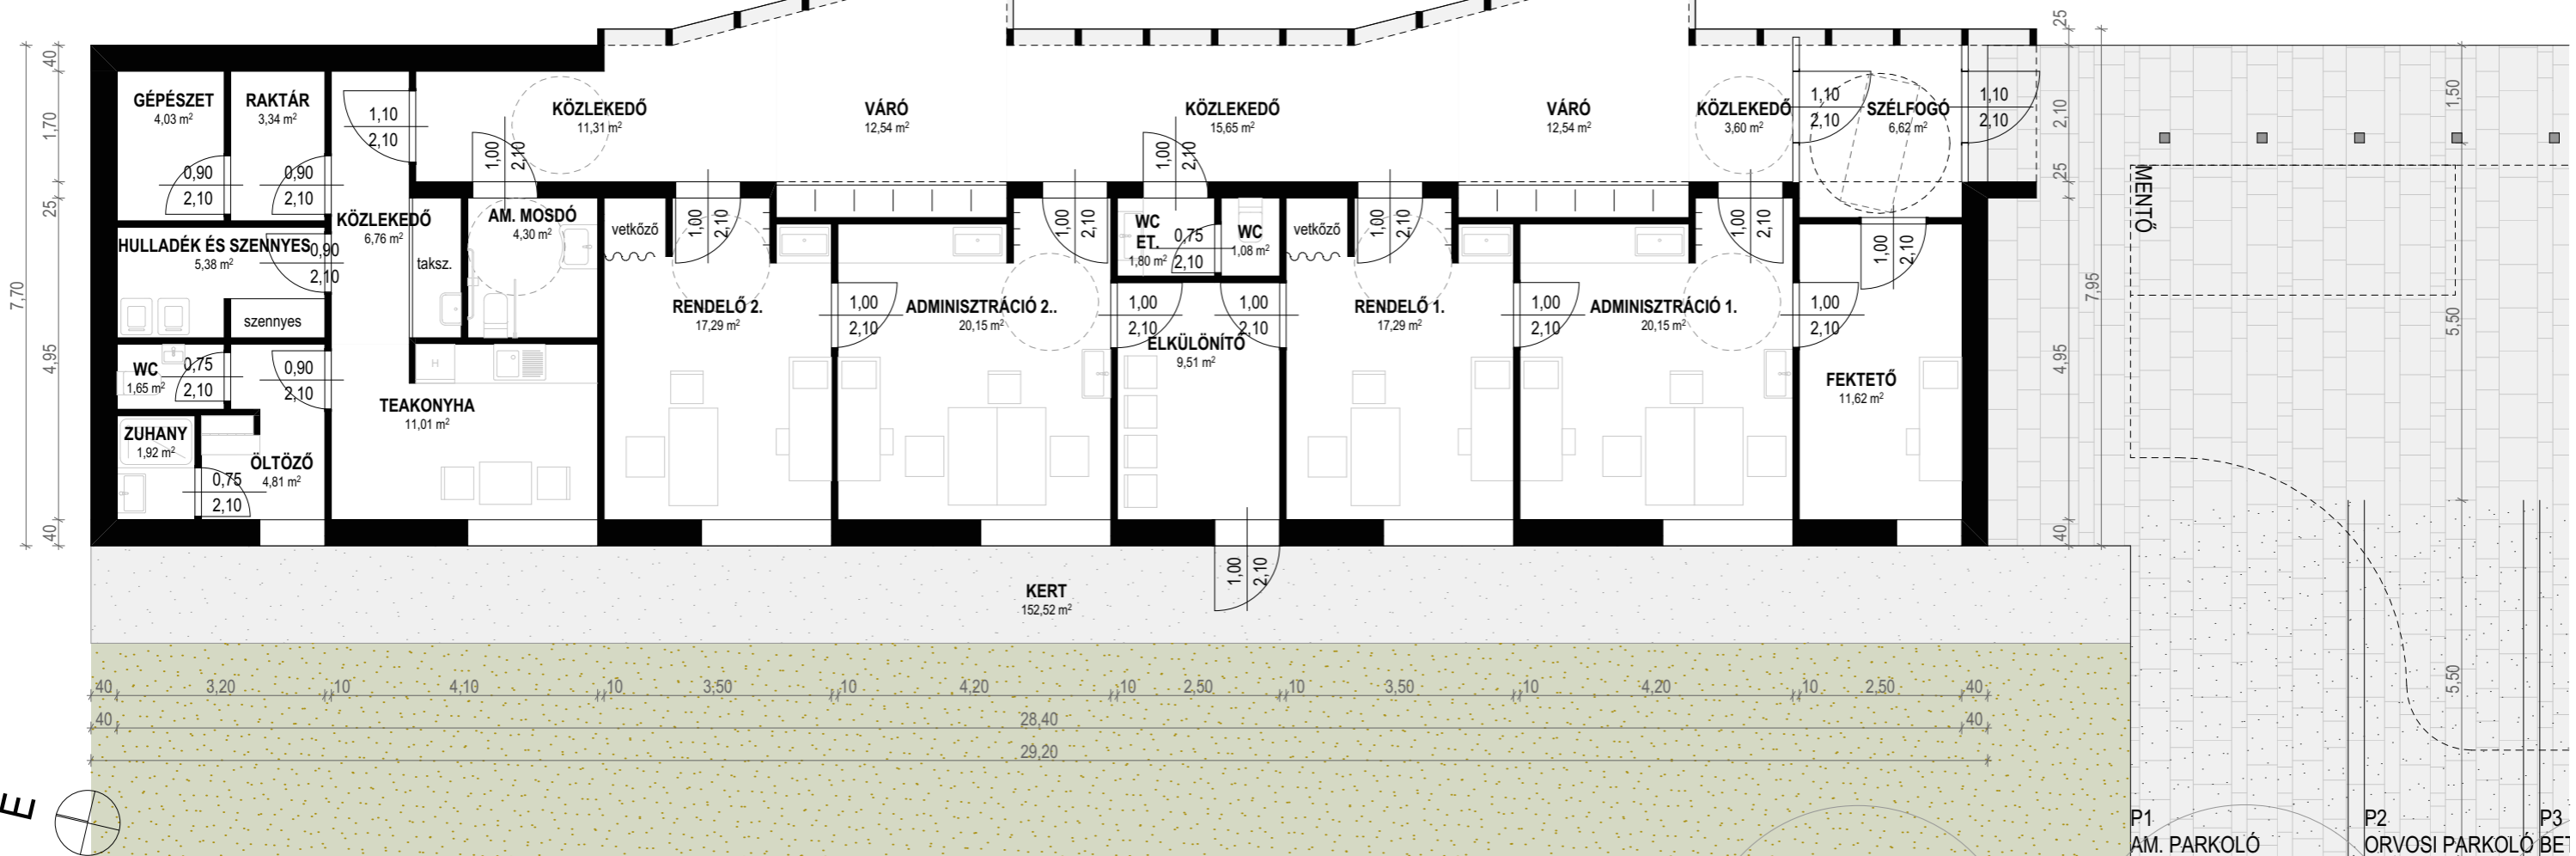 GÉPÉSZET
4,03 m²
RAKTÁR
3,34 m²
KÖZLEKEDŐ
11,31 m²
VÁRÓ
12,54 m²
KÖZLEKEDŐ
15,65 m²
VÁRÓ
12,54 m²
KÖZLEKEDŐ
3,60 m²
SZÉLFOGÓ
6,62 m²
1,10
2,10
1,10
2,10
1,10
2,10
0,90
2,10
0,90
2,10
1,00
2,10
1,00
2,10
KÖZLEKEDŐ
6,76 m²
AM. MOSDÓ
4,30 m²
vetkőző
1,00
2,10
1,00
2,10
WC
ET.
1,80 m²
0,75
2,10
WC
1,08 m²
vetkőző
1,00
2,10
1,00
2,10
1,00
2,10
HULLADÉK ÉS SZENNYES
5,38 m²
0,90
2,10
taksz.
szennyes
RENDELŐ 2.
17,29 m²
1,00
2,10
ADMINISZTRÁCIÓ 2..
20,15 m²
1,00
2,10
1,00
2,10
ELKÜLÖNÍTŐ
9,51 m²
RENDELŐ 1.
17,29 m²
1,00
2,10
ADMINISZTRÁCIÓ 1.
20,15 m²
1,00
2,10
FEKTETŐ
11,62 m²
WC
1,65 m²
0,75
2,10
0,90
2,10
H
TEAKONYHA
11,01 m²
ZUHANY
1,92 m²
ÖLTÖZŐ
4,81 m²
0,75
2,10
1,00
2,10
KERT
152,52 m²
MENTŐ
7,70
40
1,70
25
4,95
40
25
2,10
25
4,95
40
7,95
1,50
5,50
5,50
40
3,20
10
4,10
10
3,50
10
4,20
10
2,50
10
3,50
10
4,20
10
2,50
40
40
28,40
40
29,20
É
P1
AM. PARKOLÓ
P2
ORVOSI PARKOLÓ
P3